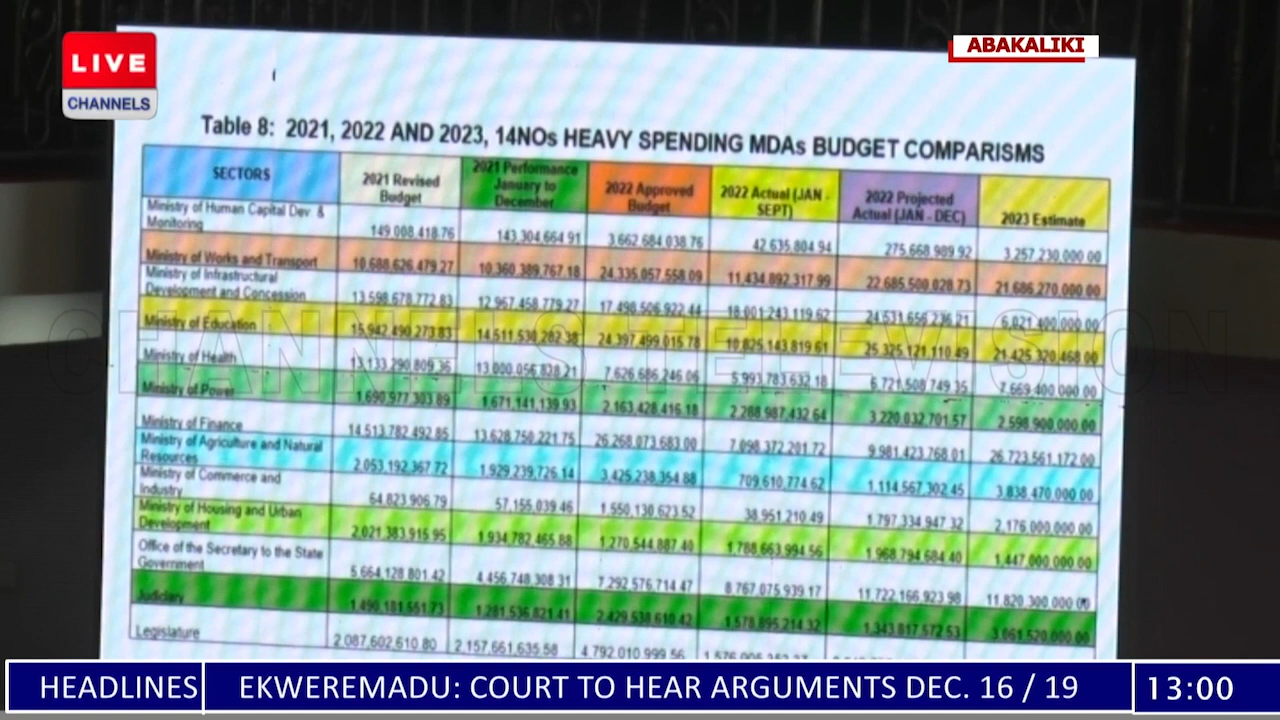 LIVE
CHANNELS
ABAKALIKI
Table 8: 2021, 2022 AND 2023, 14NOs HEAVY SPENDING MDAs BUDGET COMPARISMS
SECTORS
2021 Revised
Budget
2021 Performance
January to
December
2022 Approved
Budget
2022 Actual (JAN -
SEPT)
2022 Projected
Actual (JAN - DEC)
2023 Estimate
Ministry of Human Capital Dev &
Monitoring
149 008 418.76 143 304 664 91 3 662 684 038.76 42 635 804 94 275 668 989.92 3 257 230 000 00
Ministry of Works and Transport
10 688 626 479.27 10 360 389 767.18 24 335 057 558.09 11 434 892 317.99 22 685 500 028.73 21 686 270 000.00
Ministry of Infrastructural
Development and Concession
13 598 678 772.83 12 967 458 779.27 17 498 506 922 44 18 001 243 119.62 24 531 656 236.21 6 021 400 000 00
Ministry of Education
15 942 490 273.83 14 511 530 282.38 24 397 499 015.78 10 825 143 819.61 25 325 121 110.49 21 425 320 468 00
Ministry of Health
13 133 290 809.36 13 000 056 828.21 7 626 686 246.06 5 993 783 632.18 6 721 508 749.35 7 669 400 000 00
Ministry of Power
1 690 977 303 89 1 671 141 139.93 2 163 428 416.18 2 288 987 432.64 3 220 032 701.57 2 598 900 000.00
Ministry of Finance
14 513 782 492.85 13 628 750 221.75 26 268 073 683.00 7 098 372 201.72 9 981 423 768.01 26 723 561 172.00
Ministry of Agriculture and Natural
Resources
2 053 192 367.72 1 929 239 726.14 3 425 238 354.88 709 610 774.62 1 114 567 302.45 3 838 470 000.00
Ministry of Commerce and
Industry
64 823 906.79 57 155 039.46 1 550 130 623.52 38 951 210.49 1 797 334 947.32 2 176 000 000.00
Ministry of Housing and Urban
Development
2 021 383 915.95 1 934 782 465.88 1 270 544 887.40 1 788 663 994.56 1 968 794 684.40 1 447 000 000.00
Office of the Secretary to the State
Government
5 664 128 801.42 4 456 748 308 31 7 292 576 714.47 8 767 075 939.17 11 722 166 923 98 11 820 300 000
Judiciary
1 490 181 551.73 1 281 536 821.41 2 429 538 610.42 1 578 895 214.32 1 343 817 572.53 3 061 520 000.00
Legislature
2 087 602 610.80 2 157 661 635.58 4 792 010 999.56
CHANNELS TELEVISION
HEADLINES EKWEREMADU: COURT TO HEAR ARGUMENTS DEC. 16 / 19 13:00